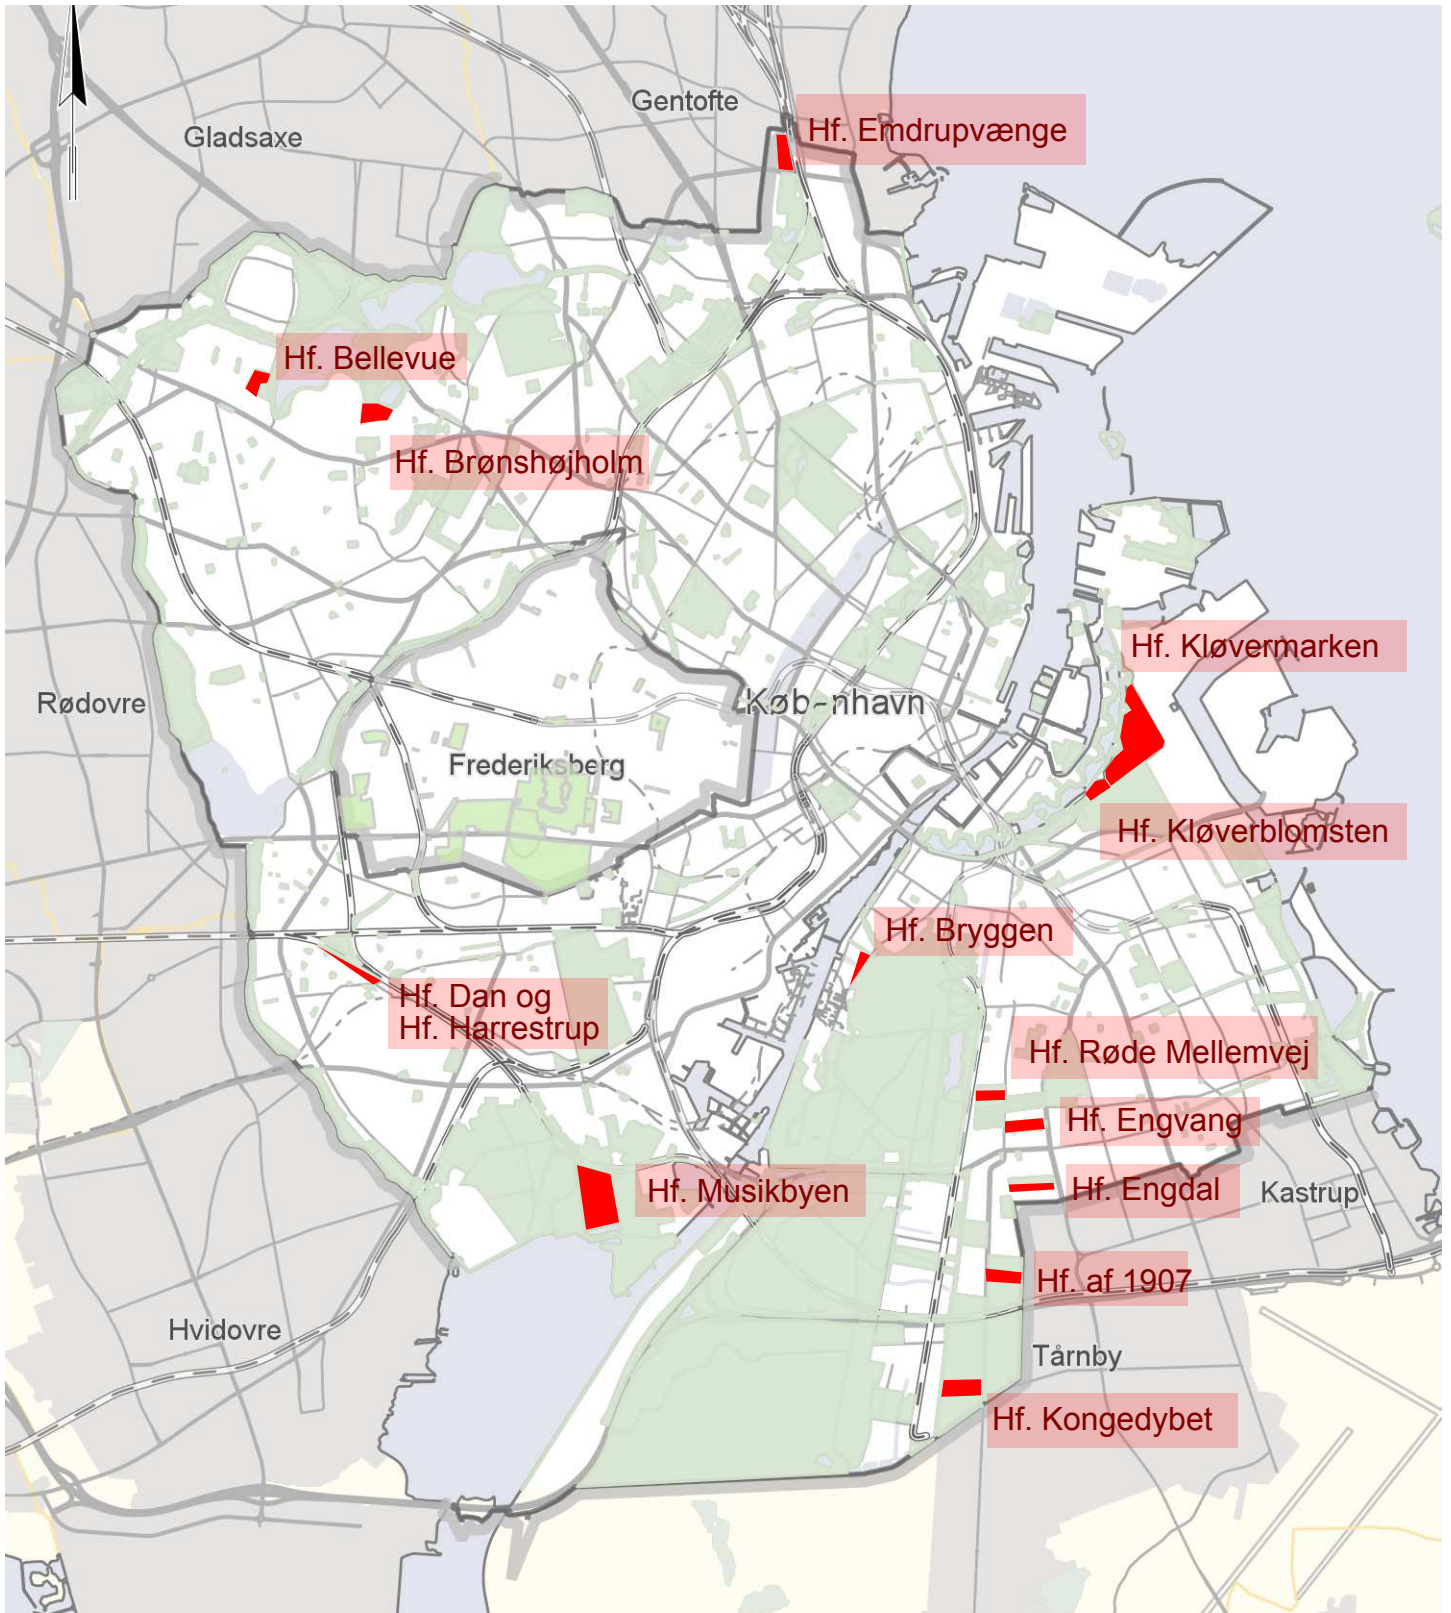 Gentofte
Hf. Emdrupvænge
Gladsaxe
Hf. Bellevue
Hf. Brønshøjholm
Hf. Kløvermarken
Rødovre
Køb-nhavn
Frederiksberg
Hf. Kløverblomsten
Hf. Bryggen
Hf. Dan og
Hf. Harrestrup
Hf. Røde Mellemvej
Hf. Engvang
Hf. Musikbyen
Hf. Engdal
Kastrup
Hf. af 1907
Hvidovre
Tårnby
Hf. Kongedybet